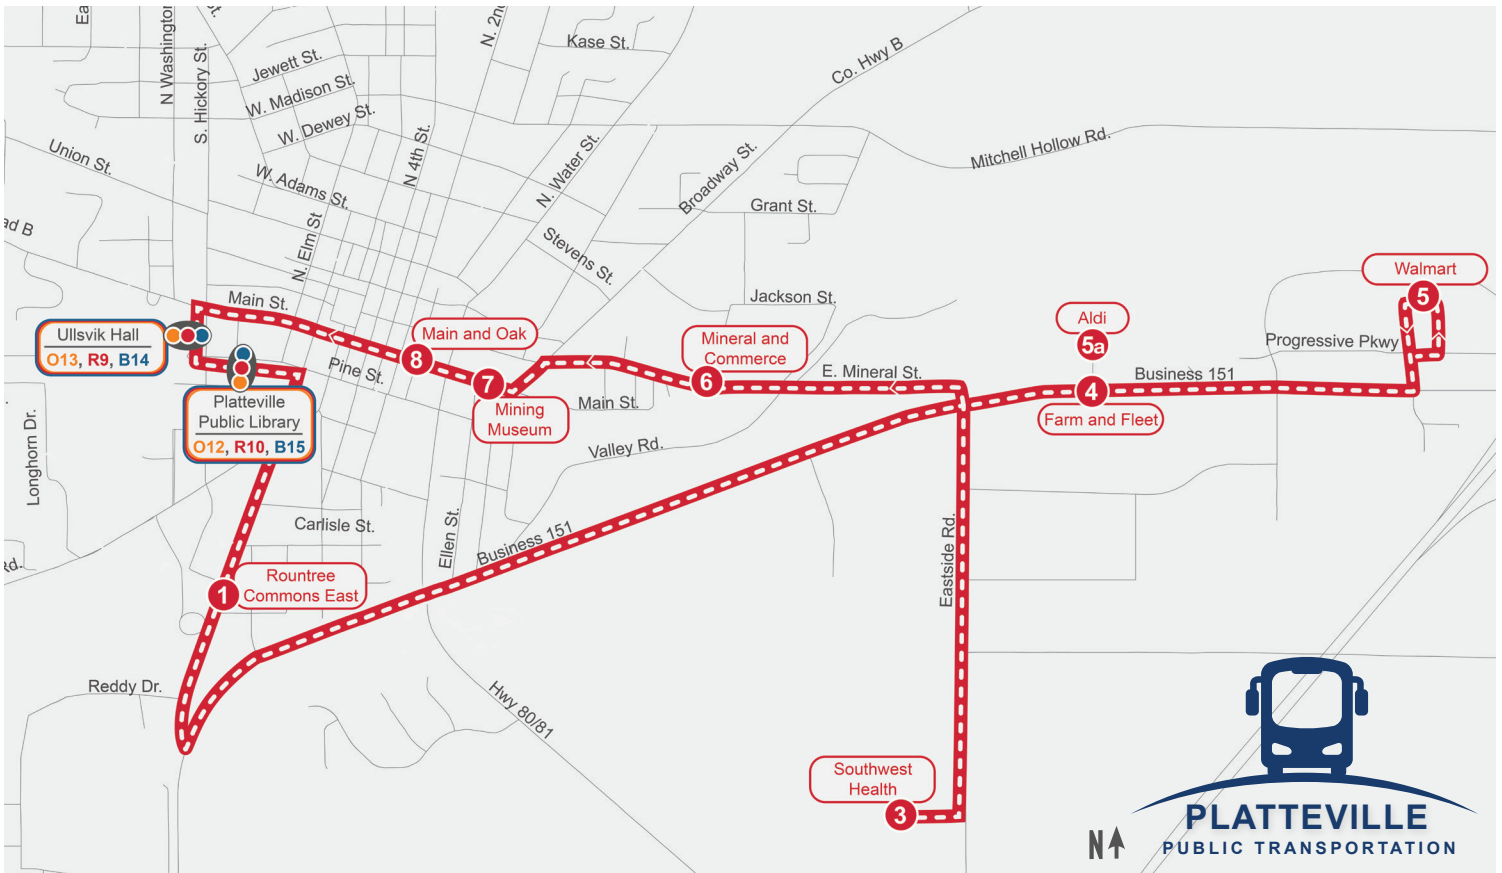 Ea
N Washington
St.
S. Hickory St.
Jewett St.
W. Madison St.
W. Dewey St.
N. 2nd
Kase St.
Co. Hwy B
Union St.
W. Adams St.
N 4th St.
N. Water St.
Broadway St.
Mitchell Hollow Rd.
Grant St.
ad B
N. Elm St
Stevens St.
Walmart
5
Main St.
Jackson St.
Aldi
5a
Ullsvik Hall
O13, R9, B14
Main and Oak
8
Mineral and
Commerce
6
Progressive Pkwy
Pine St.
7
Mining
Museum
Main St.
E. Mineral St.
Business 151
4
Farm and Fleet
Platteville
Public Library
O12, R10, B15
Longhorn Dr.
Valley Rd.
Carlisle St.
Ellen St.
Business 151
Eastside Rd.
Rd.
1
Rountree
Commons East
Reddy Dr.
Hwy 80/81
Southwest
Health
3
N
PLATTEVILLE
PUBLIC TRANSPORTATION